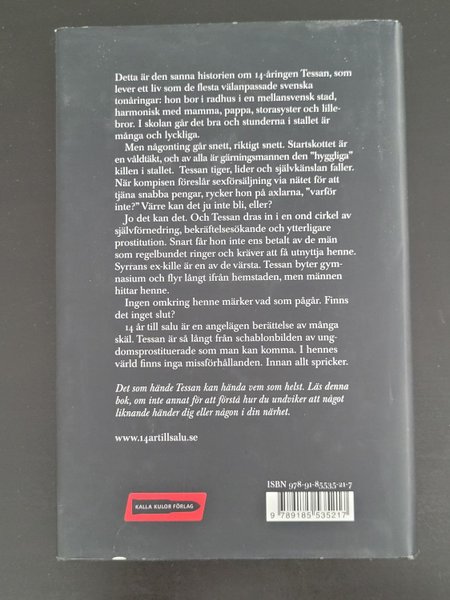 Detta är den sanna historien om 14-åringen Tessan, som
lever ett liv som de flesta välanpassade svenska
tonåringar: hon bor i radhus i en mellansvensk stad,
harmonisk med mamma, pappa, storasyster och lille-
bror. I skolan går det bra och stunderna i stallet är
många och lyckliga.
Men någonting går snett, riktigt snett. Startskottet är
en våldtäkt, och av alla är gärningsmannen den "hyggliga"
killen i stallet. Tessan tiger, lider och självkänslan faller.
När kompisen föreslår sexförsäljning via nätet för att
tjäna snabba pengar, rycker hon på axlarna, "varför
inte?" Värre kan det ju inte bli, eller?
Jo det kan det. Och Tessan dras in i en ond cirkel av
självförnedring, bekräftelsesökande och ytterligare
prostitution. Snart får hon inte ens betalt av de män
som regelbundet ringer och kräver att få utnyttja henne.
Syrrans ex-kille är en av de värsta. Tessan byter gym-
nasium och flyr långt ifrån hemstaden, men männen
hittar henne.
Ingen omkring henne märker vad som pågår. Finns
det inget slut?
14 år till salu är en angelägen berättelse av många
skäl. Tessan är så långt från schablonbilden av ung-
domsprostituerade som man kan komma. I hennes
värld finns inga missförhållanden. Innan allt spricker.
Det som hände Tessan kan hända vem som helst. Läs denna
bok, om inte annat för att förstå hur du undviker att något
liknande händer dig eller någon i din närhet.
www.14artillsalu.se
ISBN 978-91-85535-21-7
KALLA KULOR FÖRLAG
9 789185 535217